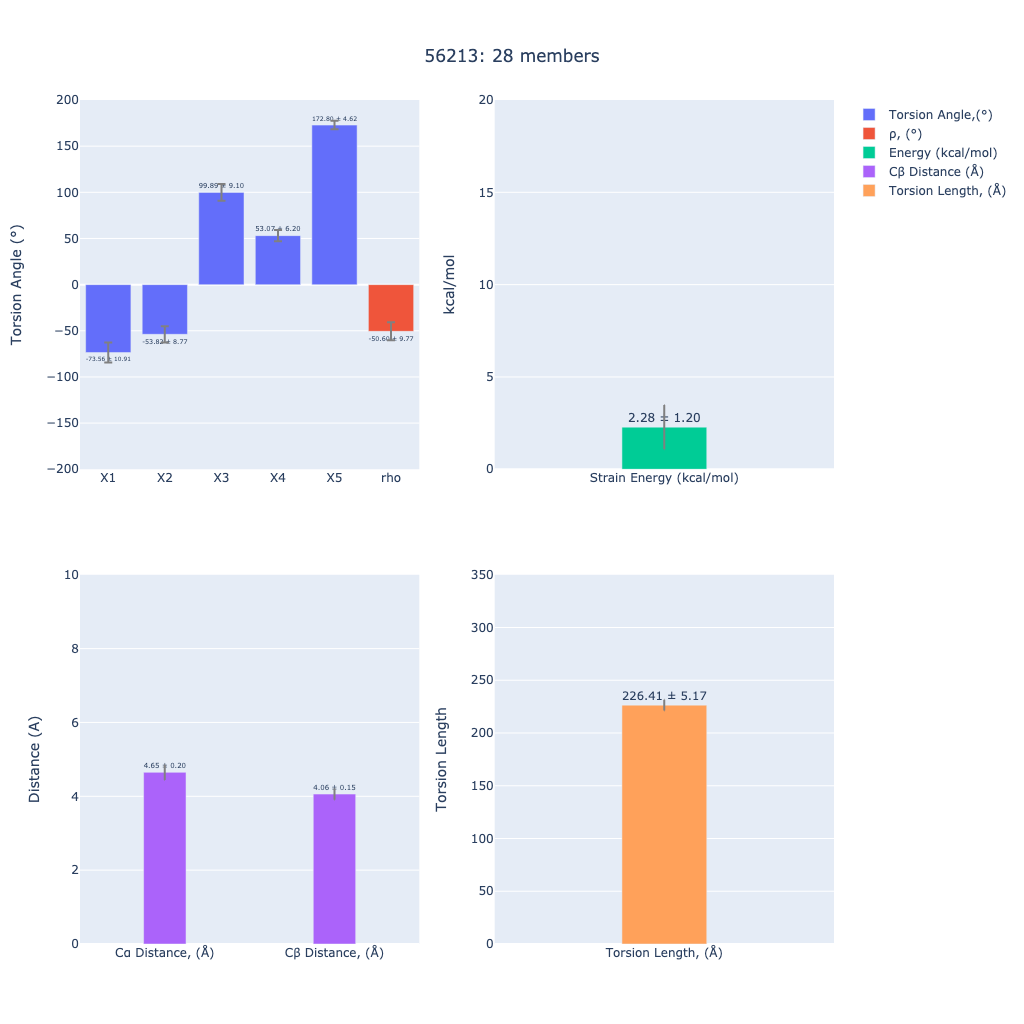 56213: 28 members
Torsion Angle (°)
200
150
100
50
0
−50
−100
−150
−200
-73.56 ± 10.91
-53.82 ± 8.77
99.89 ± 9.10
53.07 ± 6.20
172.80 ± 4.62
-50.60 ± 9.77
X1 X2 X3 X4 X5 rho
kcal/mol
20
15
10
5
0
2.28 ± 1.20
Strain Energy (kcal/mol)
Torsion Angle,(°)
ρ, (°)
Energy (kcal/mol)
Cβ Distance (Å)
Torsion Length, (Å)
Distance (A)
10
8
6
4
2
0
4.65 ± 0.20
4.06 ± 0.15
Cα Distance, (Å) Cβ Distance, (Å)
Torsion Length
350
300
250
200
150
100
50
0
226.41 ± 5.17
Torsion Length, (Å)